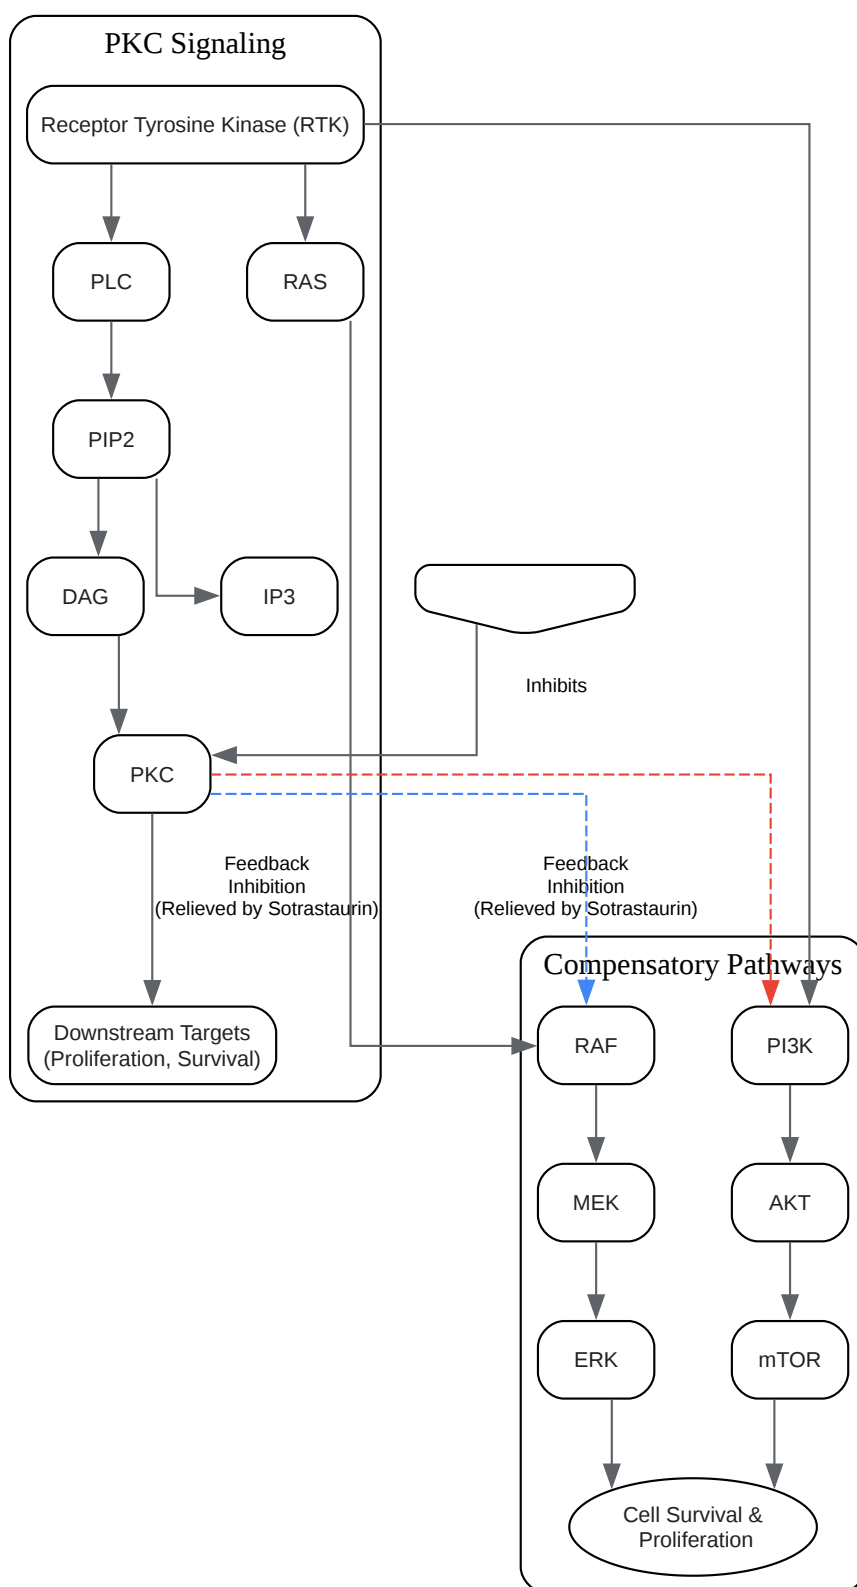 PKC Signaling
Receptor Tyrosine Kinase (RTK)
PLC
RAS
PIP2
DAG
IP3
Inhibits
PKC
Feedback
Inhibition
(Relieved by Sotrastaurin)
Feedback
Inhibition
(Relieved by Sotrastaurin)
Compensatory Pathways
Downstream Targets
(Proliferation, Survival)
RAF
PI3K
MEK
AKT
ERK
mTOR
Cell Survival &
Proliferation